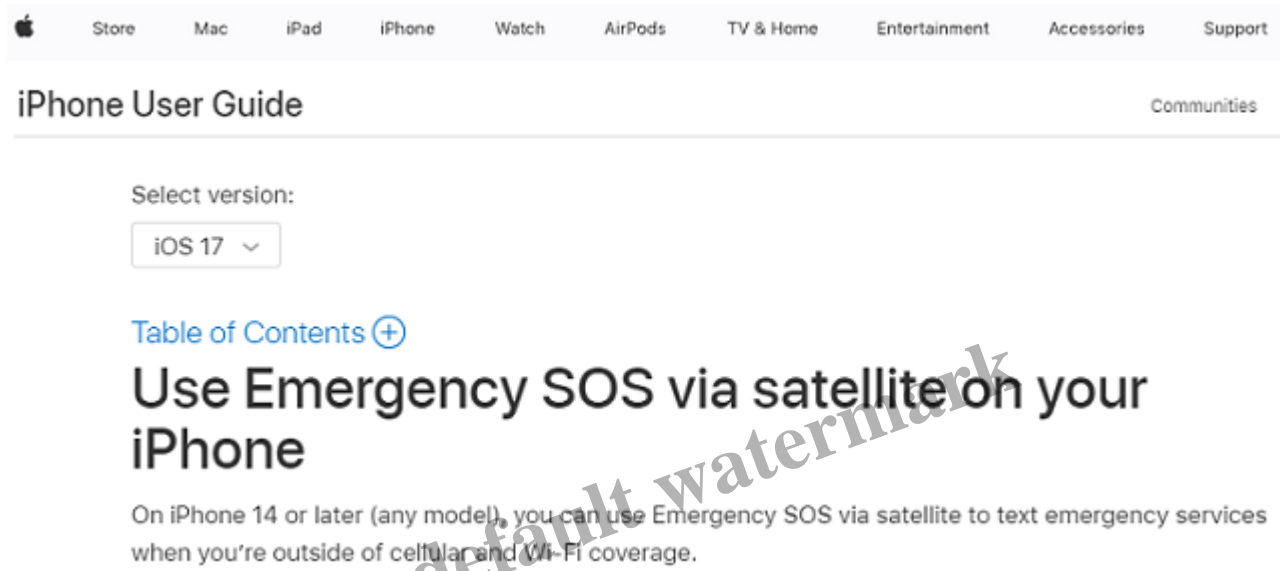 Store Mac iPad iPhone Watch AirPods TV & Home Entertainment Accessories Support
iPhone User Guide
Communities
Select version:
iOS 17
Table of Contents
Use Emergency SOS via satellite on your
iPhone
On iPhone 14 or later (any model), you can use Emergency SOS via satellite to text emergency services
when you're outside of cellular and Wi-Fi coverage.
default watermark